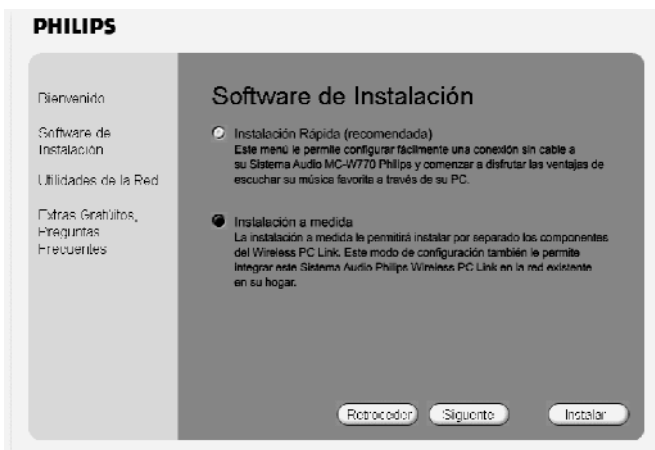 PHILIPS
Bienvenido
Software de
Instalación
Utilidades de la Red
Extras Gratúitos,
Preguntas
Frecuentes
Software de Instalación
Instalación Rápida (recomendada)
Este menú le permite configurar fácilmente una conexión sin cable a
su Sistema Audio MC-W770 Philips y comenzar a disfrutar las ventajas de
escuchar su música favorita a través de su PC.
Instalación a medida
La instalación a medida le permitirá instalar por separado los componentes
del Wireless PC Link. Este modo de configuración también le permite
integrar este Sistema Audio Philips Wireless PC Link en la red existente
en su hogar.
Retroceder Siguente Instalar